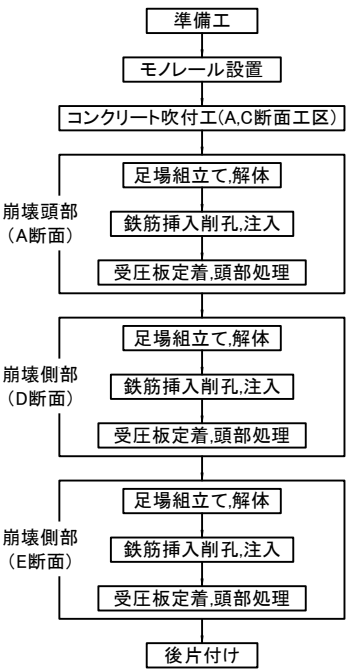 準備工
モノレール設置
コンクリート吹付工(A,C断面工区)
崩壊頭部
(A断面)
足場組立て,解体
鉄筋挿入削孔,注入
受圧板定着,頭部処理
崩壊側部
(D断面)
足場組立て,解体
鉄筋挿入削孔,注入
受圧板定着,頭部処理
崩壊側部
(E断面)
足場組立て,解体
鉄筋挿入削孔,注入
受圧板定着,頭部処理
後片付け